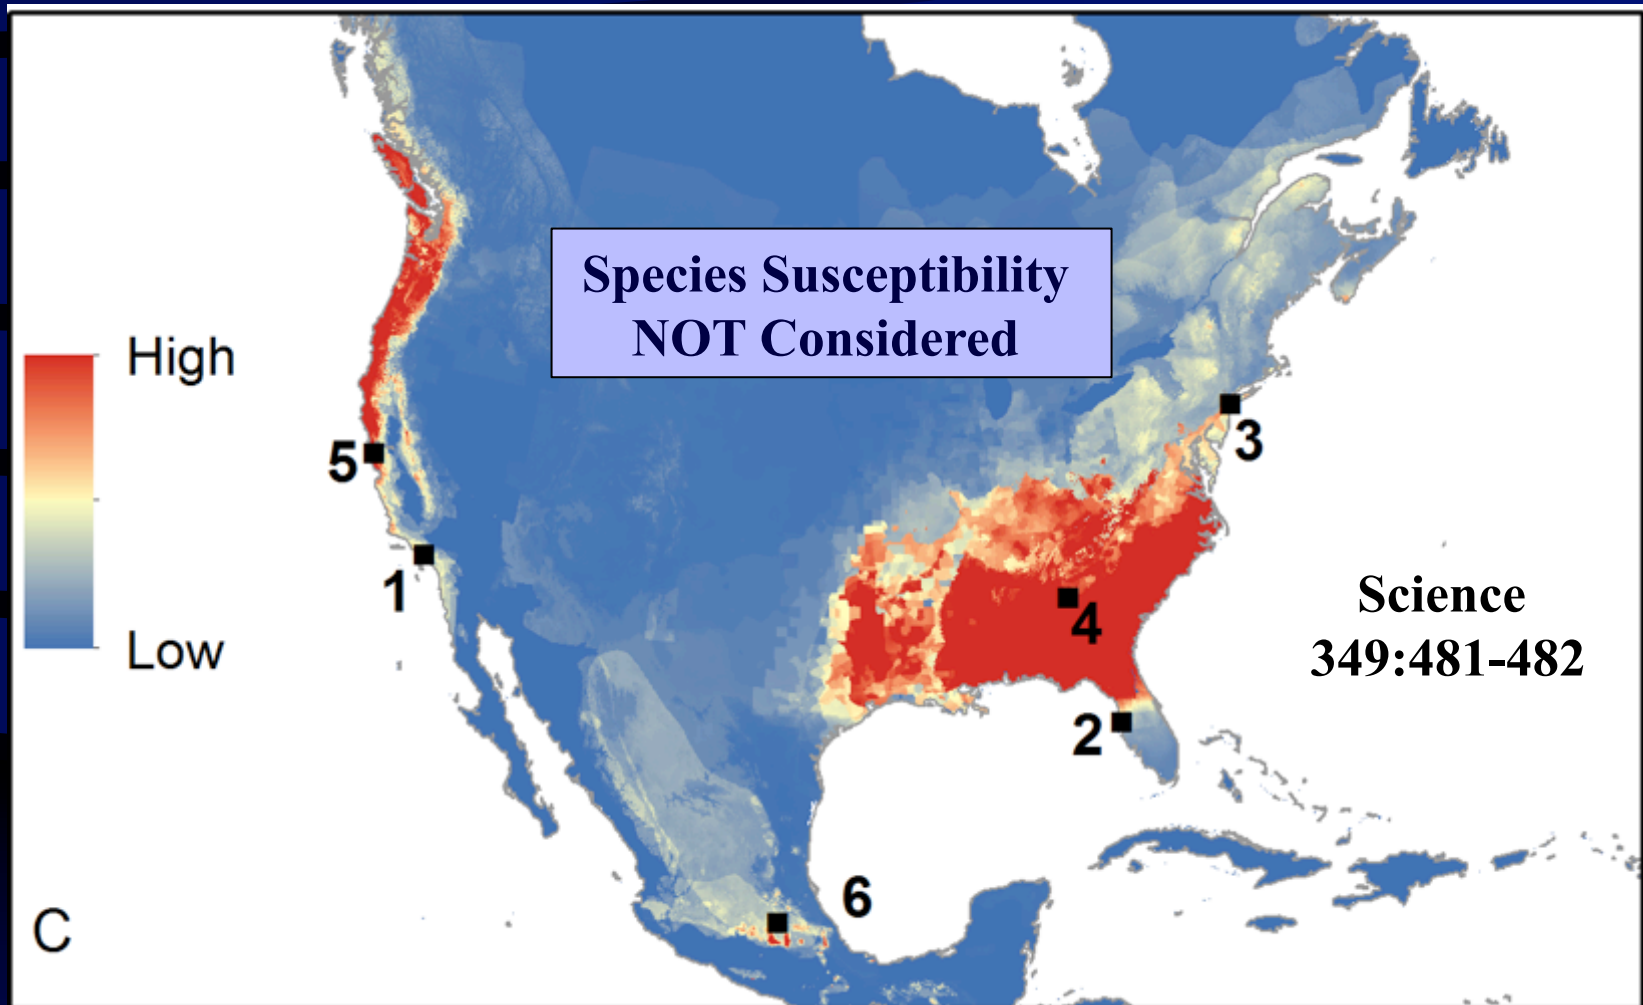 Species Susceptibility
NOT Considered
High
Low
5
1
3
4
2
6
Science
349:481-482
C